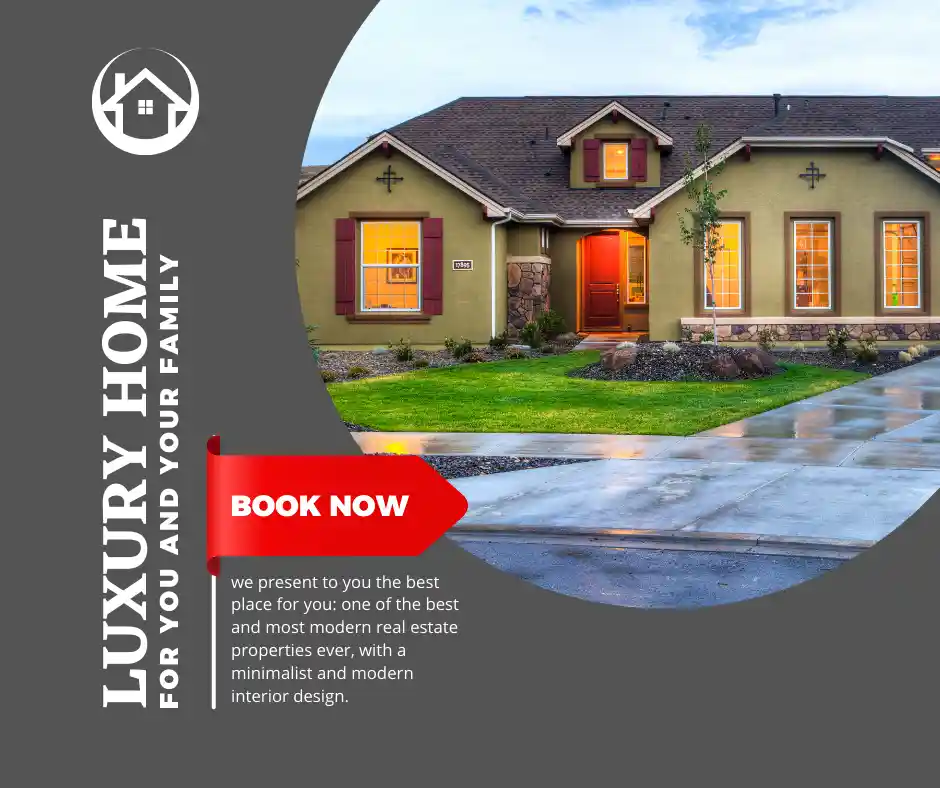 LUXURY HOME
FOR YOU AND YOUR FAMILY
17895
BOOK NOW
we present to you the best
place for you: one of the best
and most modern real estate
properties ever, with a
minimalist and modern
interior design.